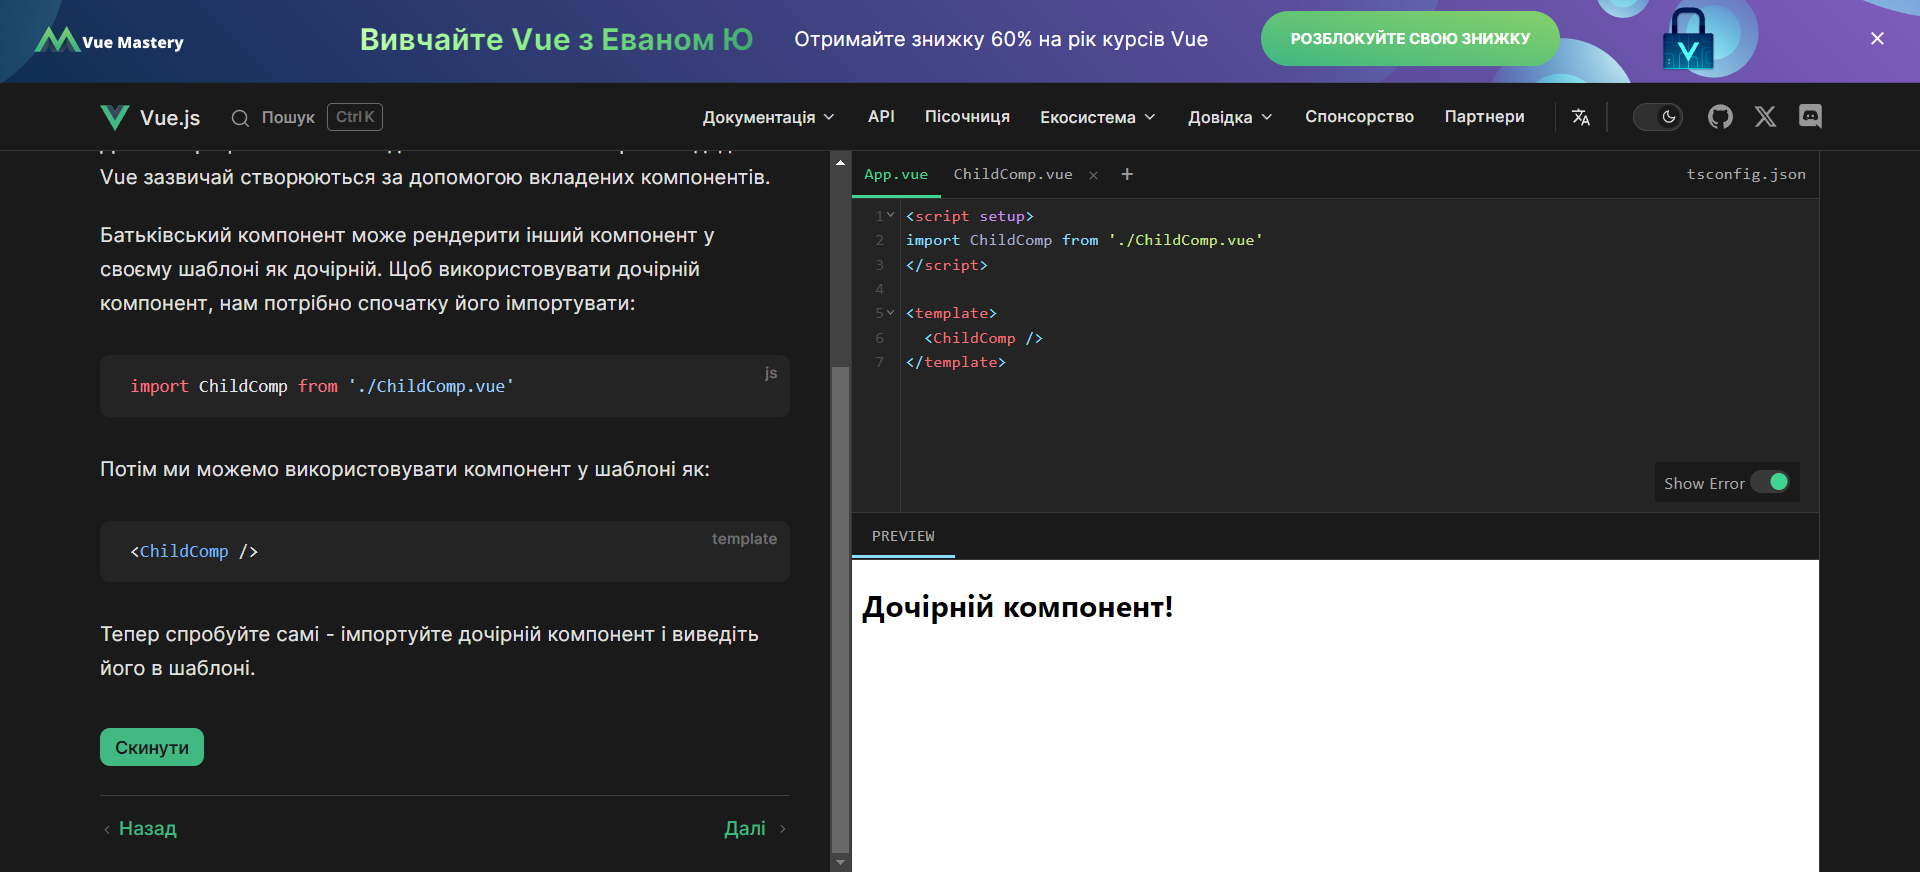 Vue Mastery
Вивчайте Vue з Еваном Ю
Отримайте знижку 60% на рік курсів Vue
РОЗБЛОКУЙТЕ СВОЮ ЗНИЖКУ
Vue.js
Пошук
Ctrl K
Документація
API
Пісочниця
Екосистема
Довідка
Спонсорство
Партнери
Vue зазвичай створюються за допомогою вкладених компонентів.
Батьківський компонент може рендерити інший компонент у
своєму шаблоні як дочірній. Щоб використовувати дочірній
компонент, нам потрібно спочатку його імпортувати:
js
import ChildComp from './ChildComp.vue'
Потім ми можемо використовувати компонент у шаблоні як:
template
<ChildComp />
Тепер спробуйте самі - імпортуйте дочірній компонент і виведіть
його в шаблоні.
Скинути
Назад
Далі
App.vue
ChildComp.vue
tsconfig.json
1 <script setup>
2 import ChildComp from './ChildComp.vue'
3 </script>
4
5 <template>
6 <ChildComp />
7 </template>
Show Error
PREVIEW
Дочірній компонент!